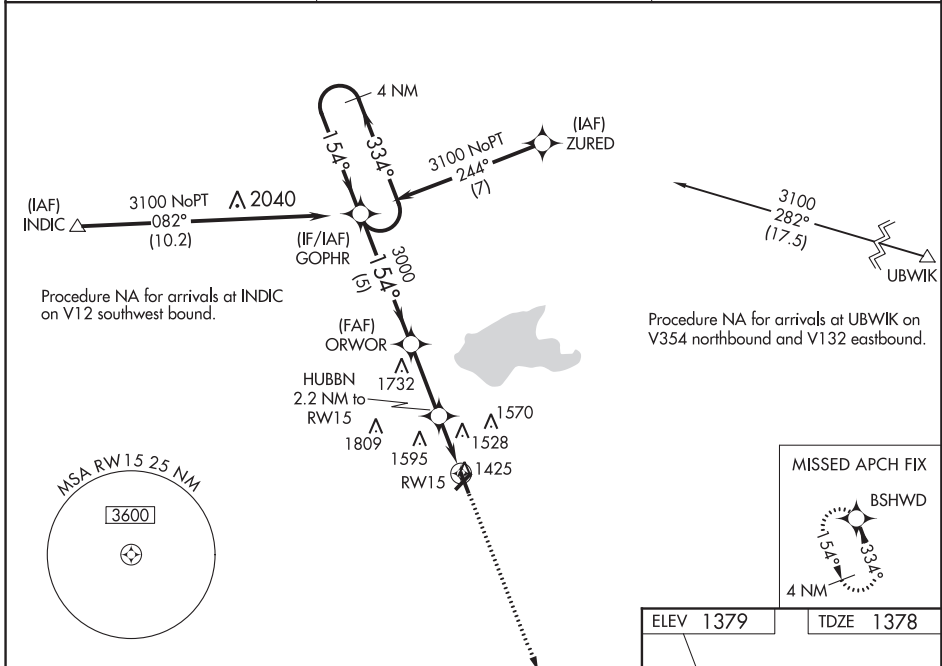 4 NM
154°
334°
(IAF)
ZURED
3100 NoPT
244°
(7)
(IAF)
INDIC
3100 NoPT
082°
(10.2)
2040
(IF/IAF)
GOPHR
3000
154°
(5)
3100
282°
(17.5)
UBWIK
Procedure NA for arrivals at INDIC
on V12 southwest bound.
Procedure NA for arrivals at UBWIK on
V354 northbound and V132 eastbound.
(FAF)
ORWOR
1732
HUBBN
2.2 NM to
RW15
1570
1809
1595
1528
RW15
1425
MSA RW15 25 NM
3600
MISSED APCH FIX
BSHWD
154°
334°
4 NM
ELEV 1379
TDZE 1378